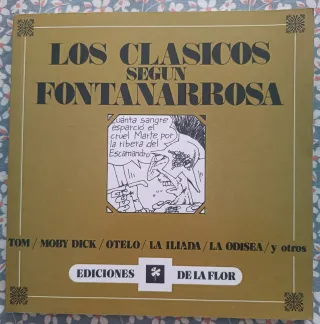 LOS CLASICOS
SEGUN
FONTANARROSA
Cuanta sangre
esparció el
cruel Marte por
la ribera del
Escamandro
TOM / MOBY DICK / OTELO / LA ILIADA / LA ODISEA / y otros
EDICIONES DE LA FLOR